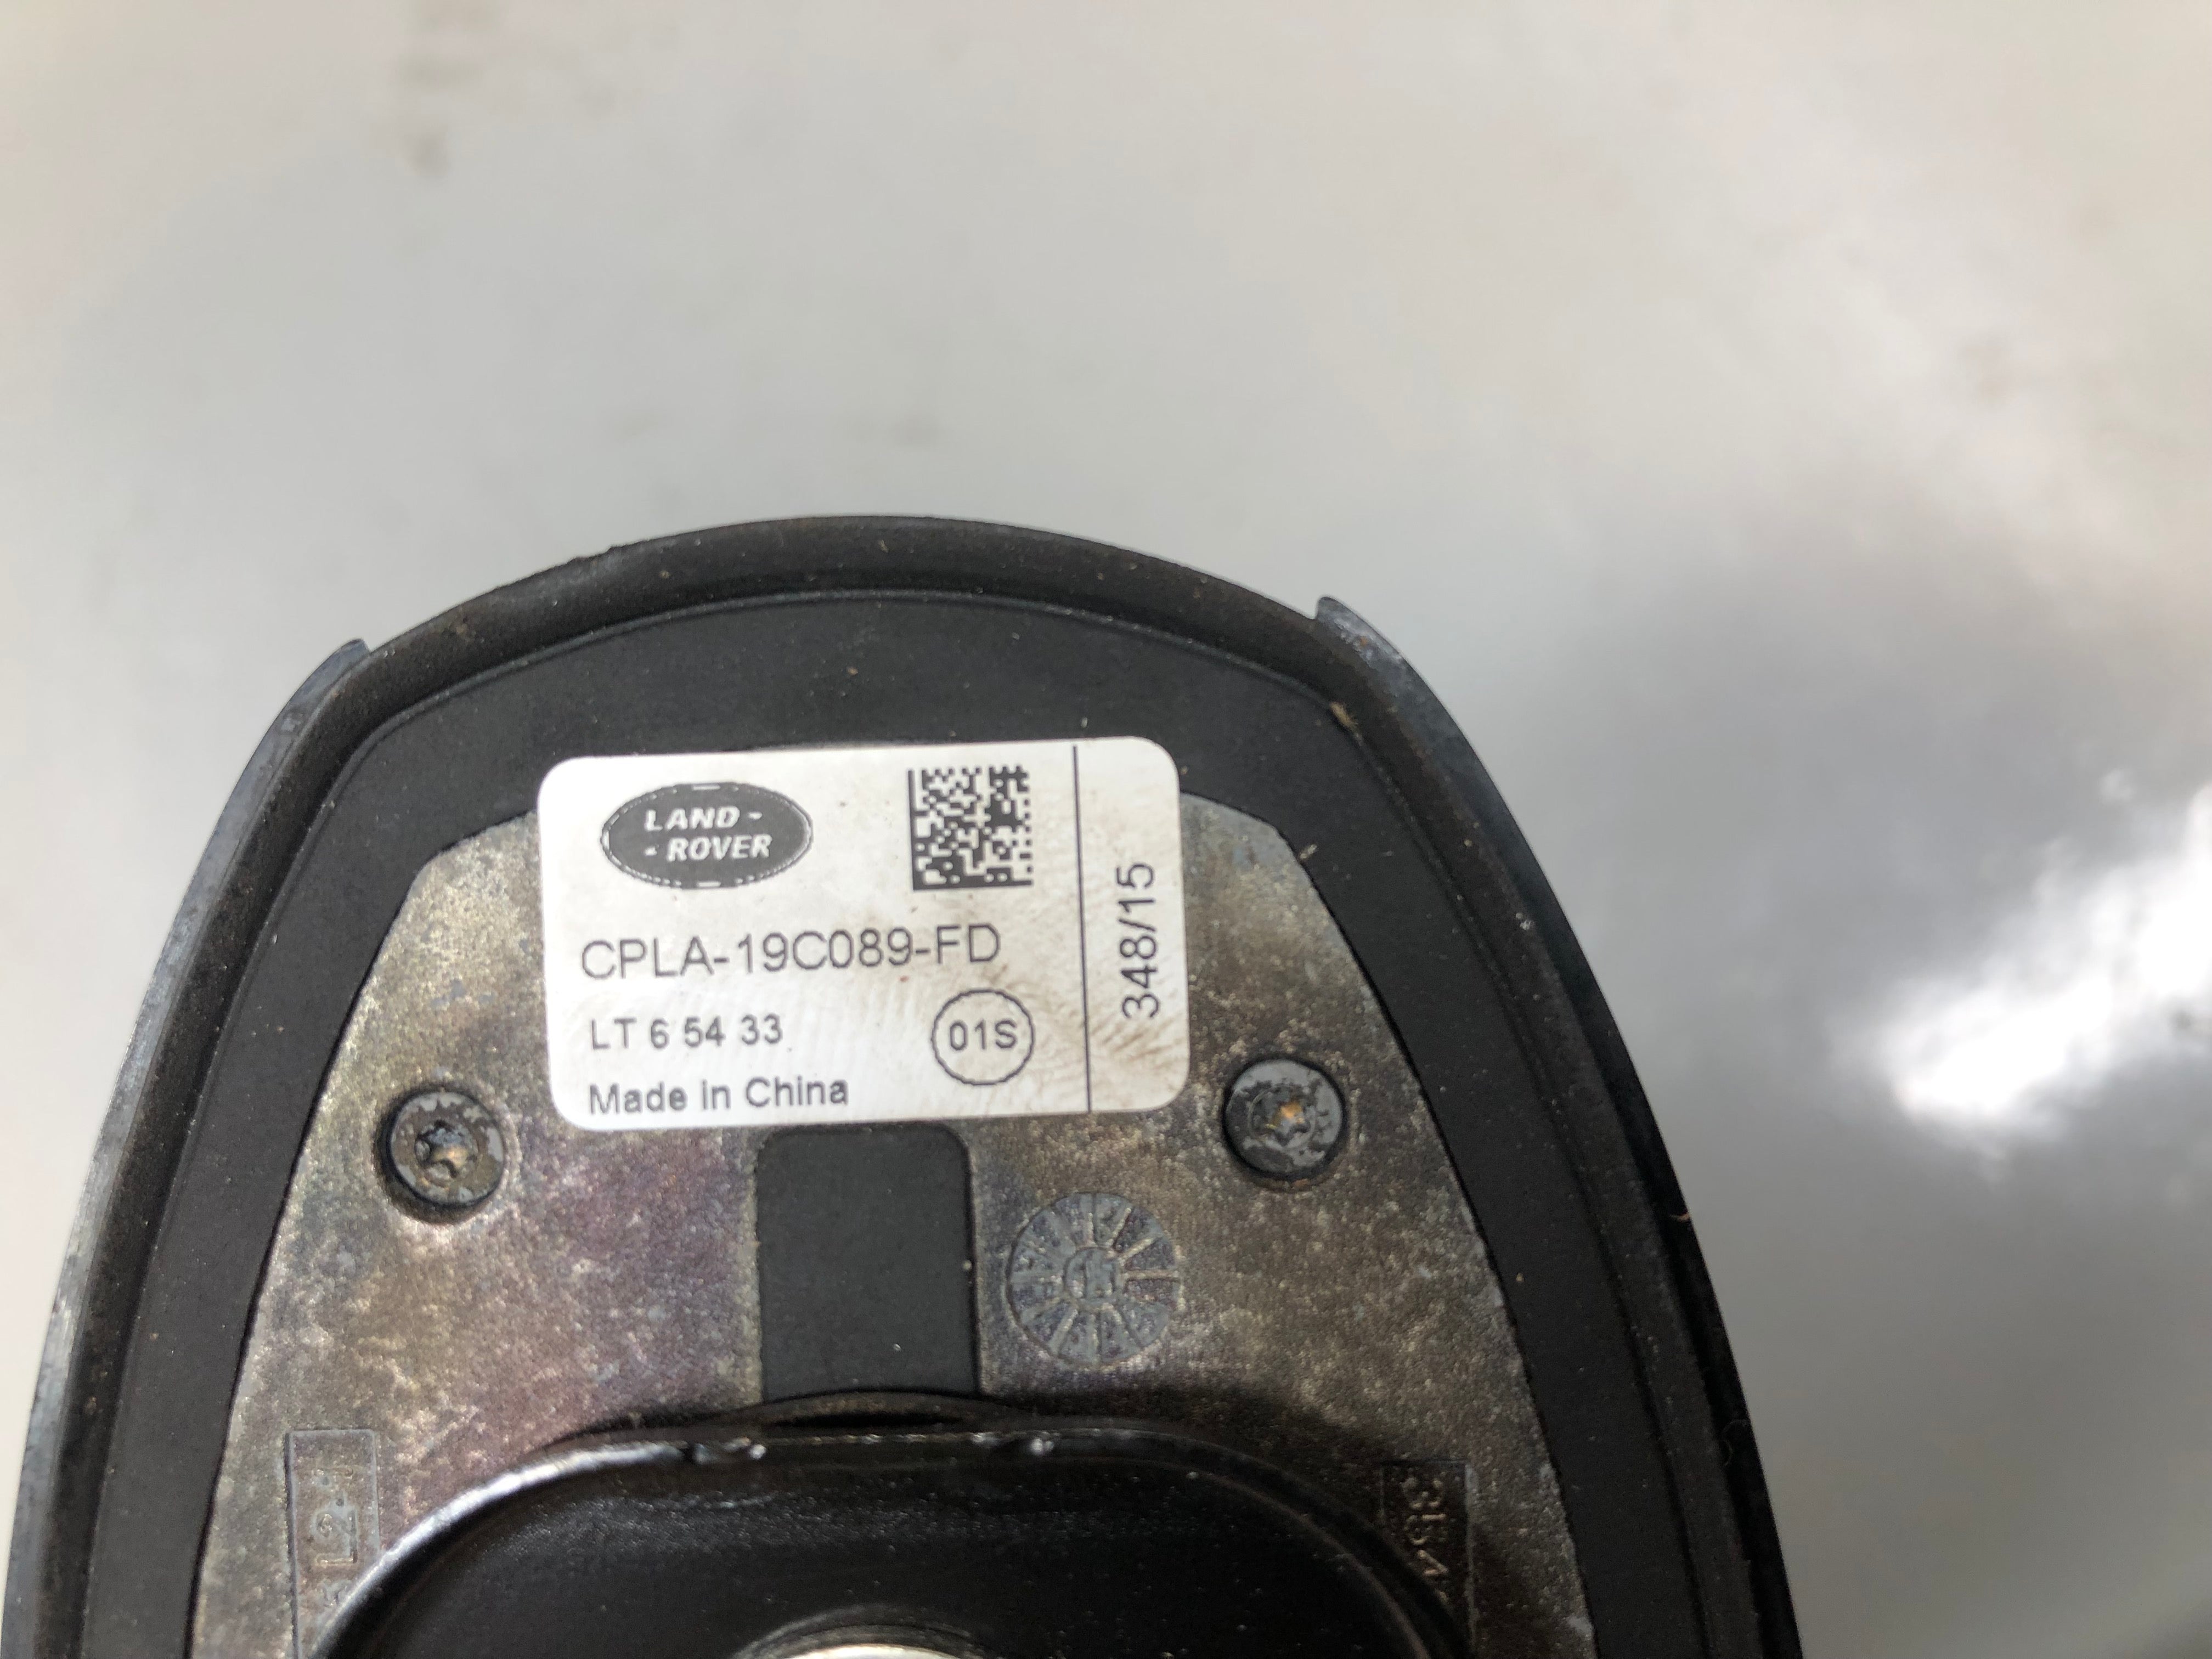 LAND -
- ROVER
CPLA-19C089-FD
LT 6 54 33
01S
Made in China
348/15